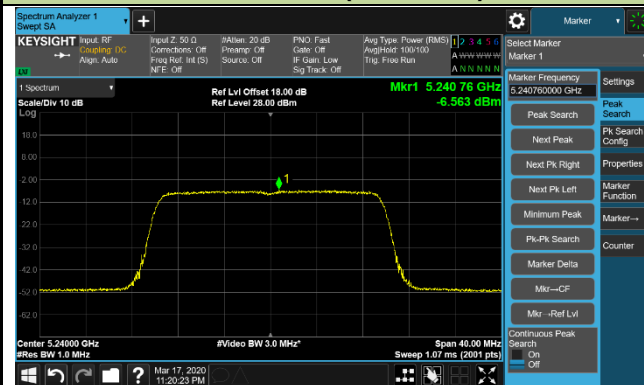 Spectrum Analyzer 1
Swept SA
KEYSIGHT
Input: RF
Coupling: DC
Align: Auto
Input Z: 50 Ω
Corrections: Off
Freq Ref: Int (S)
NFE: Off
#Atten: 20 dB
Preamp: Off
Source: Off
PNO: Fast
Gate: Off
IF Gain: Low
Sig Track: Off
Avg Type: Power (RMS)
Avg|Hold: 100/100
Trig: Free Run
1 2 3 4 5 6
A W W W W W
A N N N N N
LXI
1 Spectrum
Scale/Div 10 dB
Log
Ref Lvl Offset 18.00 dB
Ref Level 28.00 dBm
Mkr1 5.240 76 GHz
-6.563 dBm
18.0
8.00
-2.00
-12.0
-22.0
-32.0
-42.0
-52.0
-62.0
1
Center 5.24000 GHz
#Res BW 1.0 MHz
#Video BW 3.0 MHz*
Span 40.00 MHz
Sweep 1.07 ms (2001 pts)
Mar 17, 2020
11:20:23 PM
Marker
Select Marker
Marker 1
Marker Frequency
5.240760000 GHz
Peak Search
Next Peak
Next Pk Right
Next Pk Left
Minimum Peak
Pk-Pk Search
Marker Delta
Mkr→CF
Mkr→Ref Lvl
Continuous Peak
Search
On
Off
Settings
Peak
Search
Pk Search
Config
Properties
Marker
Function
Marker→
Counter